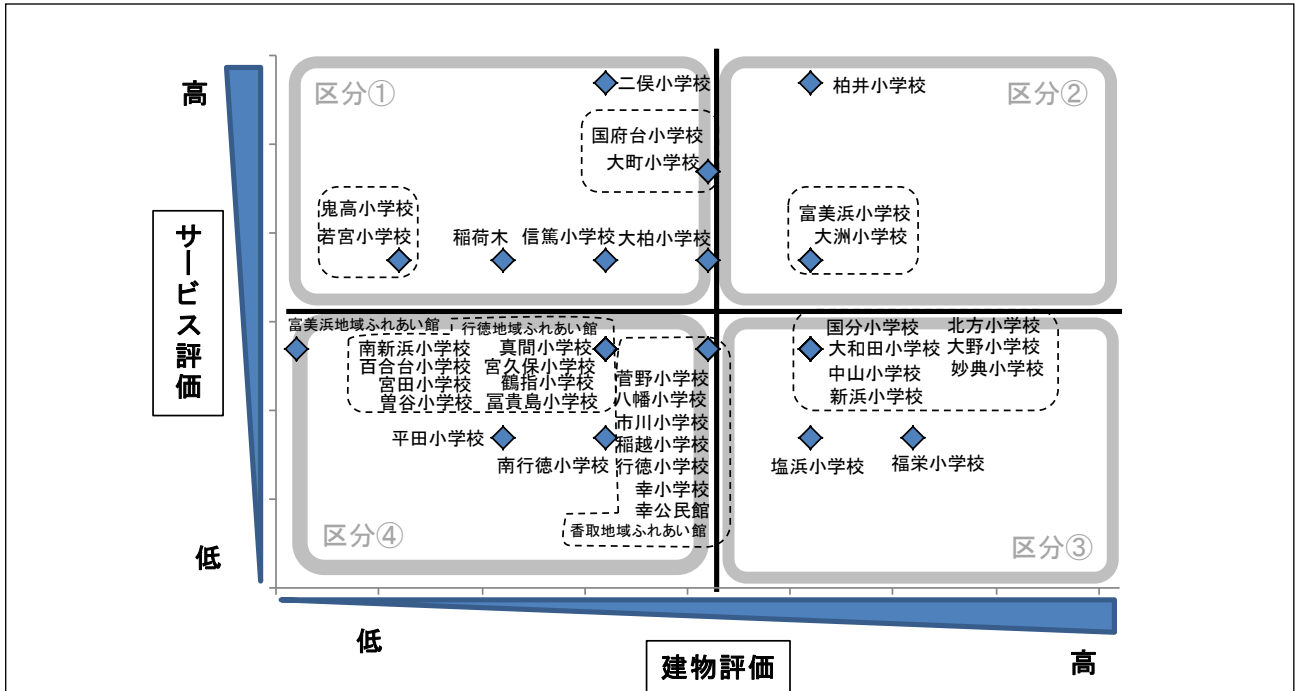 高
サービス評価
低
区分①
二俣小学校
国府台小学校
大町小学校
鬼高小学校
若宮小学校
稲荷木
信篤小学校
大柏小学校
区分②
柏井小学校
富美浜小学校
大洲小学校
富美浜地域ふれあい館
行徳地域ふれあい館
南新浜小学校
真間小学校
百合台小学校
宮久保小学校
宮田小学校
鶴指小学校
曽谷小学校
冨貴島小学校
平田小学校
南行徳小学校
菅野小学校
八幡小学校
市川小学校
稲越小学校
行徳小学校
幸小学校
幸公民館
香取地域ふれあい館
区分④
国分小学校
北方小学校
大和田小学校
大野小学校
中山小学校
妙典小学校
新浜小学校
塩浜小学校
福栄小学校
区分③
低
建物評価
高